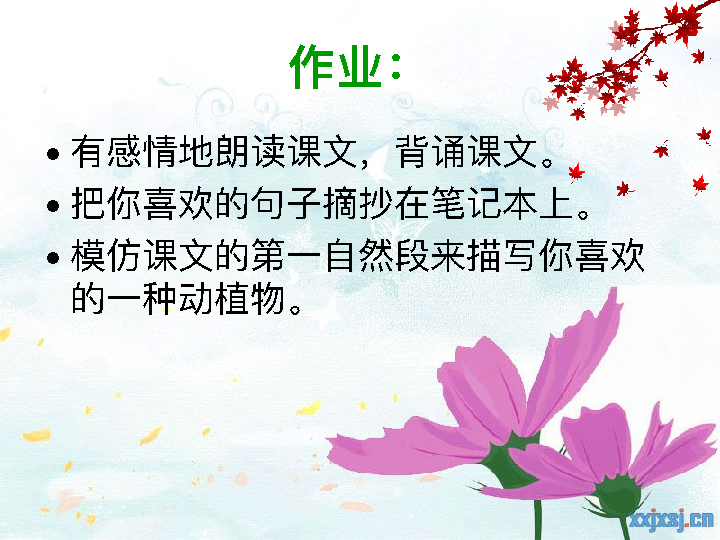 作业：
• 有感情地朗读课文，背诵课文。
• 把你喜欢的句子摘抄在笔记本上。
• 模仿课文的第一自然段来描写你喜欢
的一种动植物。
xxjxsj.cn